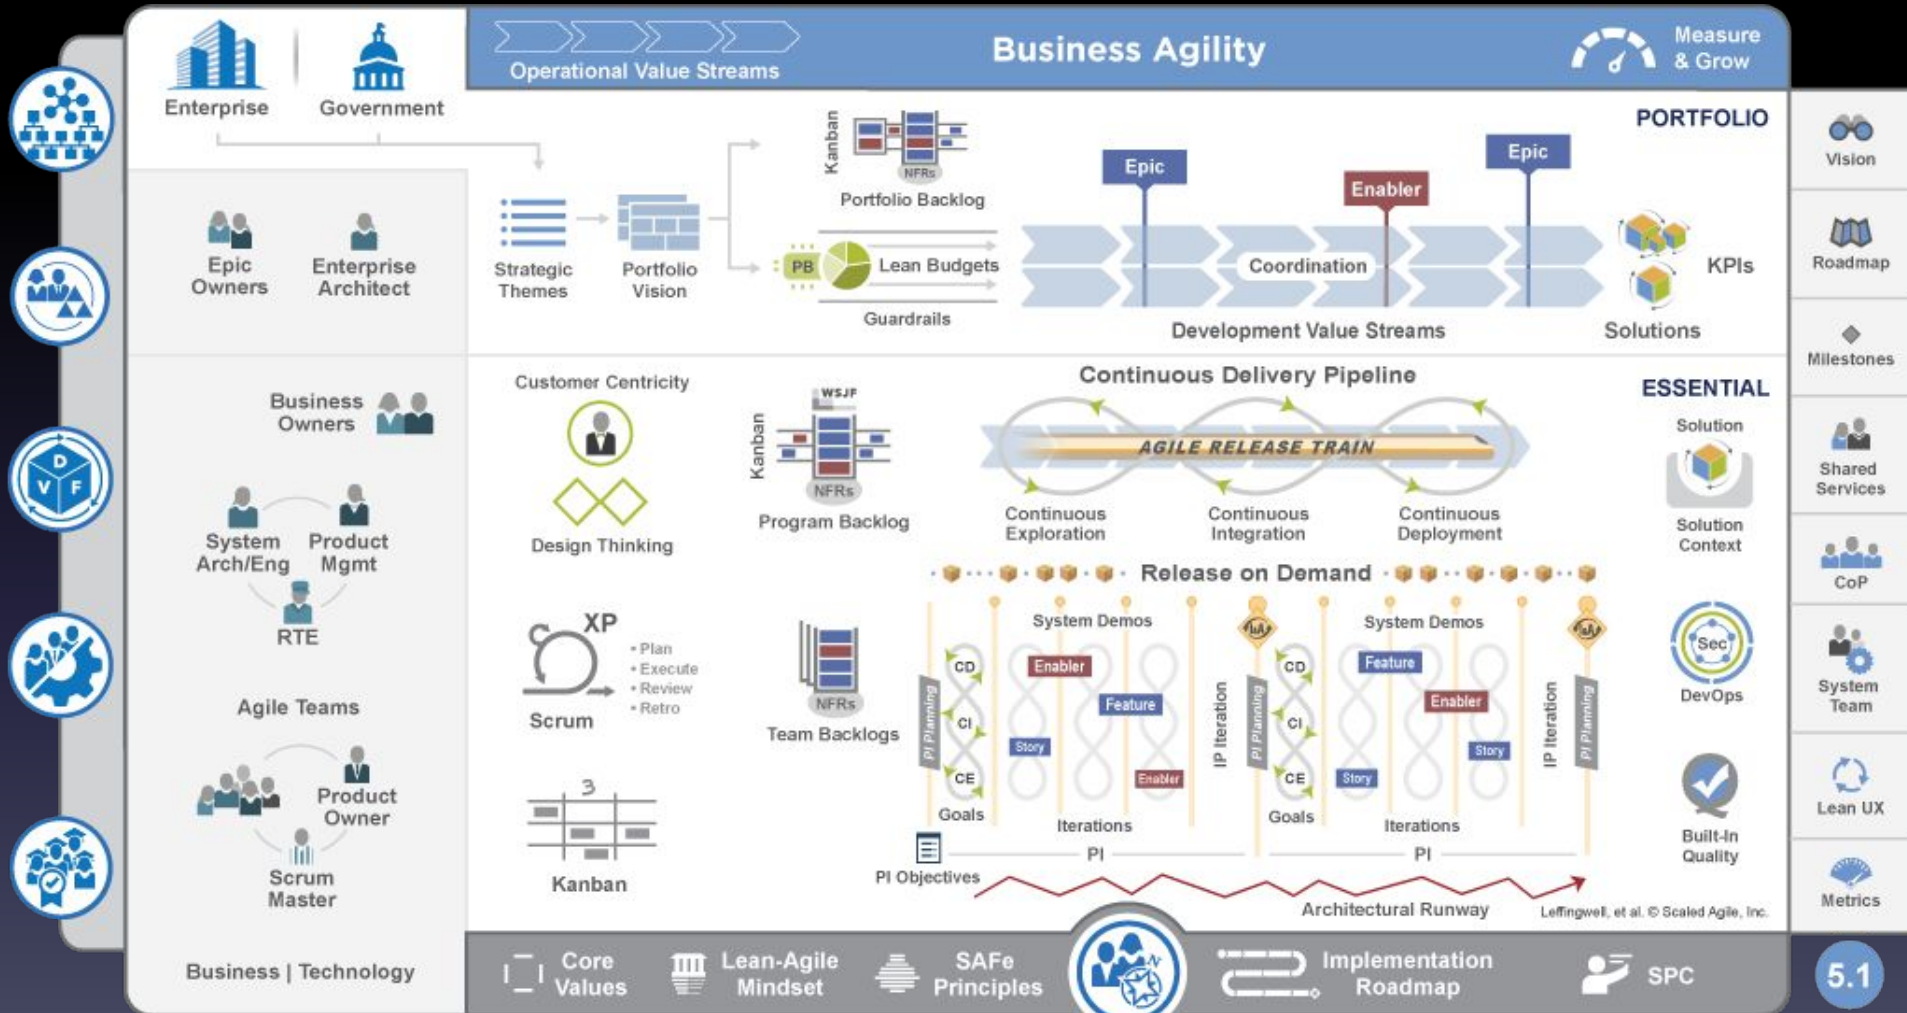 Enterprise
Government
Operational Value Streams
Business Agility
Measure
& Grow
PORTFOLIO
Epic
Owners
Enterprise
Architect
Strategic
Themes
Portfolio
Vision
Kanban
NFRs
Portfolio Backlog
PB
Lean Budgets
Guardrails
Epic
Enabler
Epic
Coordination
Development Value Streams
KPIs
Solutions
Business
Owners
System
Arch/Eng
Product
Mgmt
RTE
Agile Teams
Product
Owner
Scrum
Master
Business | Technology
Customer Centricity
Design Thinking
XP
• Plan
• Execute
• Review
• Retro
Scrum
3
Kanban
WSJF
Kanban
NFRs
Program Backlog
NFRs
Team Backlogs
Continuous Delivery Pipeline
AGILE RELEASE TRAIN
Continuous
Exploration
Continuous
Integration
Continuous
Deployment
Release on Demand
PI Planning
CD
CI
CE
Goals
System Demos
Enabler
Feature
Story
Enabler
Iterations
IP Iteration
I&A
PI Planning
CD
CI
CE
Goals
System Demos
Feature
Enabler
Story
Story
Iterations
IP Iteration
I&A
PI Planning
PI
PI
PI Objectives
Architectural Runway
Leffingwell, et al. © Scaled Agile, Inc.
ESSENTIAL
Solution
Solution
Context
Sec
DevOps
Built-In
Quality
Vision
Roadmap
Milestones
Shared
Services
CoP
System
Team
Lean UX
Metrics
D
V F
Core
Values
Lean-Agile
Mindset
SAFe
Principles
N
Implementation
Roadmap
SPC
5.1